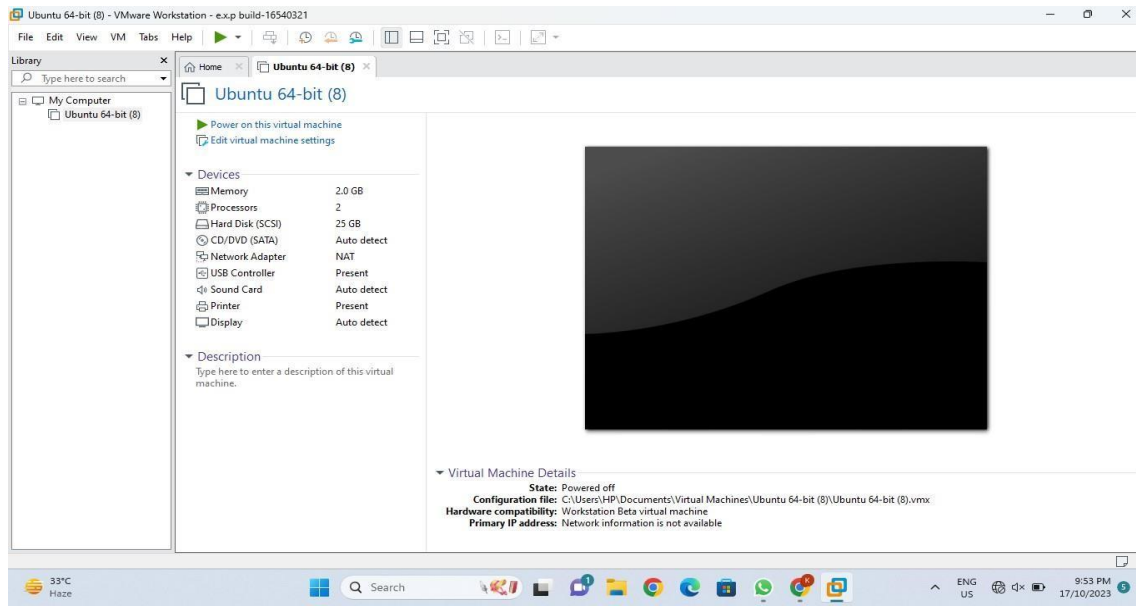 Ubuntu 64-bit (8) - VMware Workstation - e.x.p build-16540321
File Edit View VM Tabs Help
Library
Type here to search
My Computer
Ubuntu 64-bit (8)
Home
Ubuntu 64-bit (8)
Ubuntu 64-bit (8)
Power on this virtual machine
Edit virtual machine settings
Devices
Memory 2.0 GB
Processors 2
Hard Disk (SCSI) 25 GB
CD/DVD (SATA) Auto detect
Network Adapter NAT
USB Controller Present
Sound Card Auto detect
Printer Present
Display Auto detect
Description
Type here to enter a description of this virtual
machine.
Virtual Machine Details
State: Powered off
Configuration file: C:\Users\HP\Documents\Virtual Machines\Ubuntu 64-bit (8)\Ubuntu 64-bit (8).vmx
Hardware compatibility: Workstation Beta virtual machine
Primary IP address: Network information is not available
33°C
Haze
Search
1
K
ENG
US
9:53 PM
17/10/2023
5